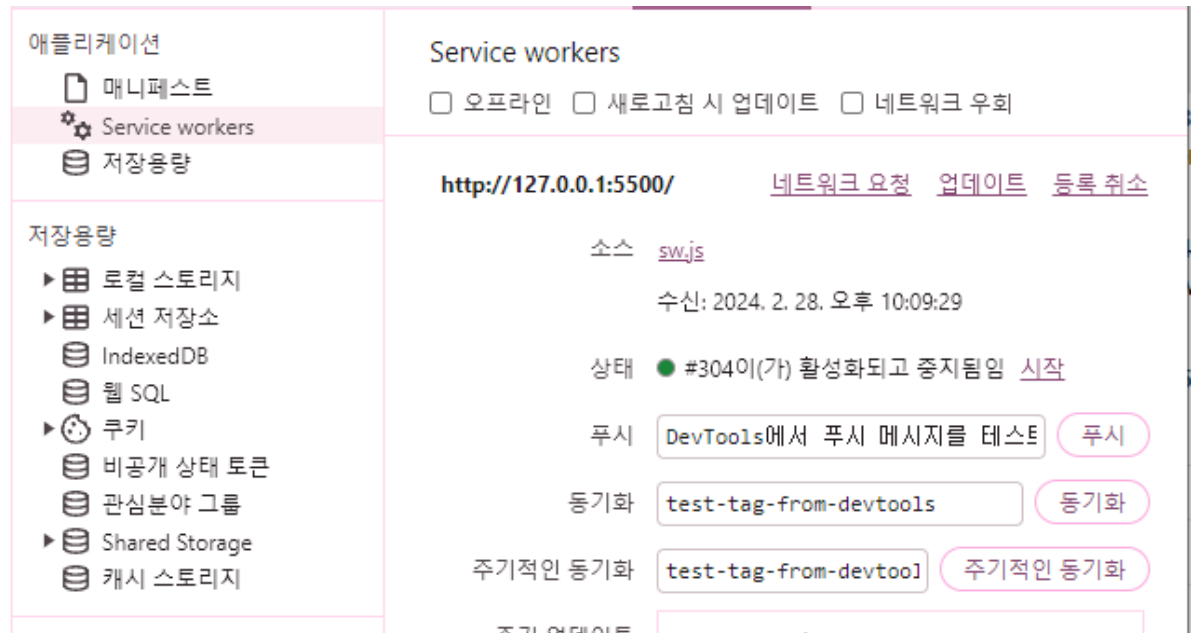 애플리케이션
매니페스트
Service workers
저장용량
저장용량
로컬 스토리지
세션 저장소
IndexedDB
웹 SQL
쿠키
비공개 상태 토큰
관심분야 그룹
Shared Storage
캐시 스토리지
Service workers
오프라인 새로고침 시 업데이트 네트워크 우회
http://127.0.0.1:5500/ 네트워크 요청 업데이트 등록 취소
소스 sw.js
수신: 2024. 2. 28. 오후 10:09:29
상태 #304이(가) 활성화되고 중지됨임 시작
푸시 DevTools에서 푸시 메시지를 테스트 푸시
동기화 test-tag-from-devtools 동기화
주기적인 동기화 test-tag-from-devtool 주기적인 동기화